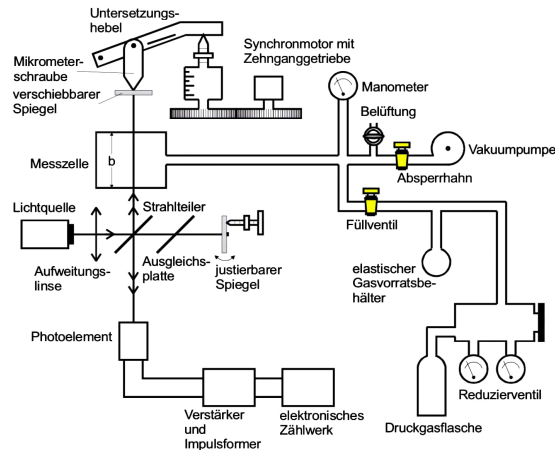 Untersetzungs-
hebel
Synchronmotor mit
Zehnganggetriebe
Mikrometer-
schraube
verschiebbarer
Spiegel
Manometer
Belüftung
Messzelle
b
Vakuumpumpe
Absperrhahn
Lichtquelle
Strahlteiler
Füllventil
Aufweitungs-
linse
Ausgleichs-
platte
justierbarer
Spiegel
elastischer
Gasvorratsbe-
hälter
Photoelement
Reduzierventil
Verstärker
und
Impulsformer
elektronisches
Zählwerk
Druckgasflasche